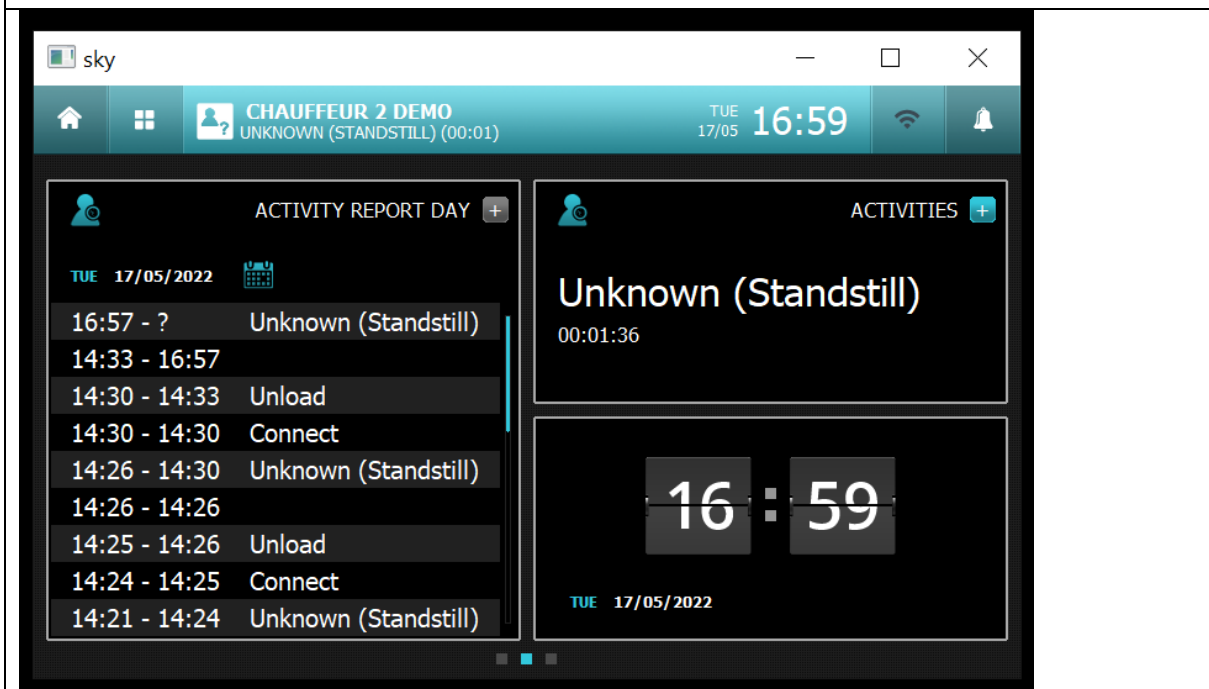 sky
CHAUFFEUR 2 DEMO
UNKNOWN (STANDSTILL) (00:01)
TUE
17/05
16:59
ACTIVITY REPORT DAY +
TUE 17/05/2022
16:57 - ? Unknown (Standstill)
14:33 - 16:57
14:30 - 14:33 Unload
14:30 - 14:30 Connect
14:26 - 14:30 Unknown (Standstill)
14:26 - 14:26
14:25 - 14:26 Unload
14:24 - 14:25 Connect
14:21 - 14:24 Unknown (Standstill)
ACTIVITIES +
Unknown (Standstill)
00:01:36
16:59
TUE 17/05/2022